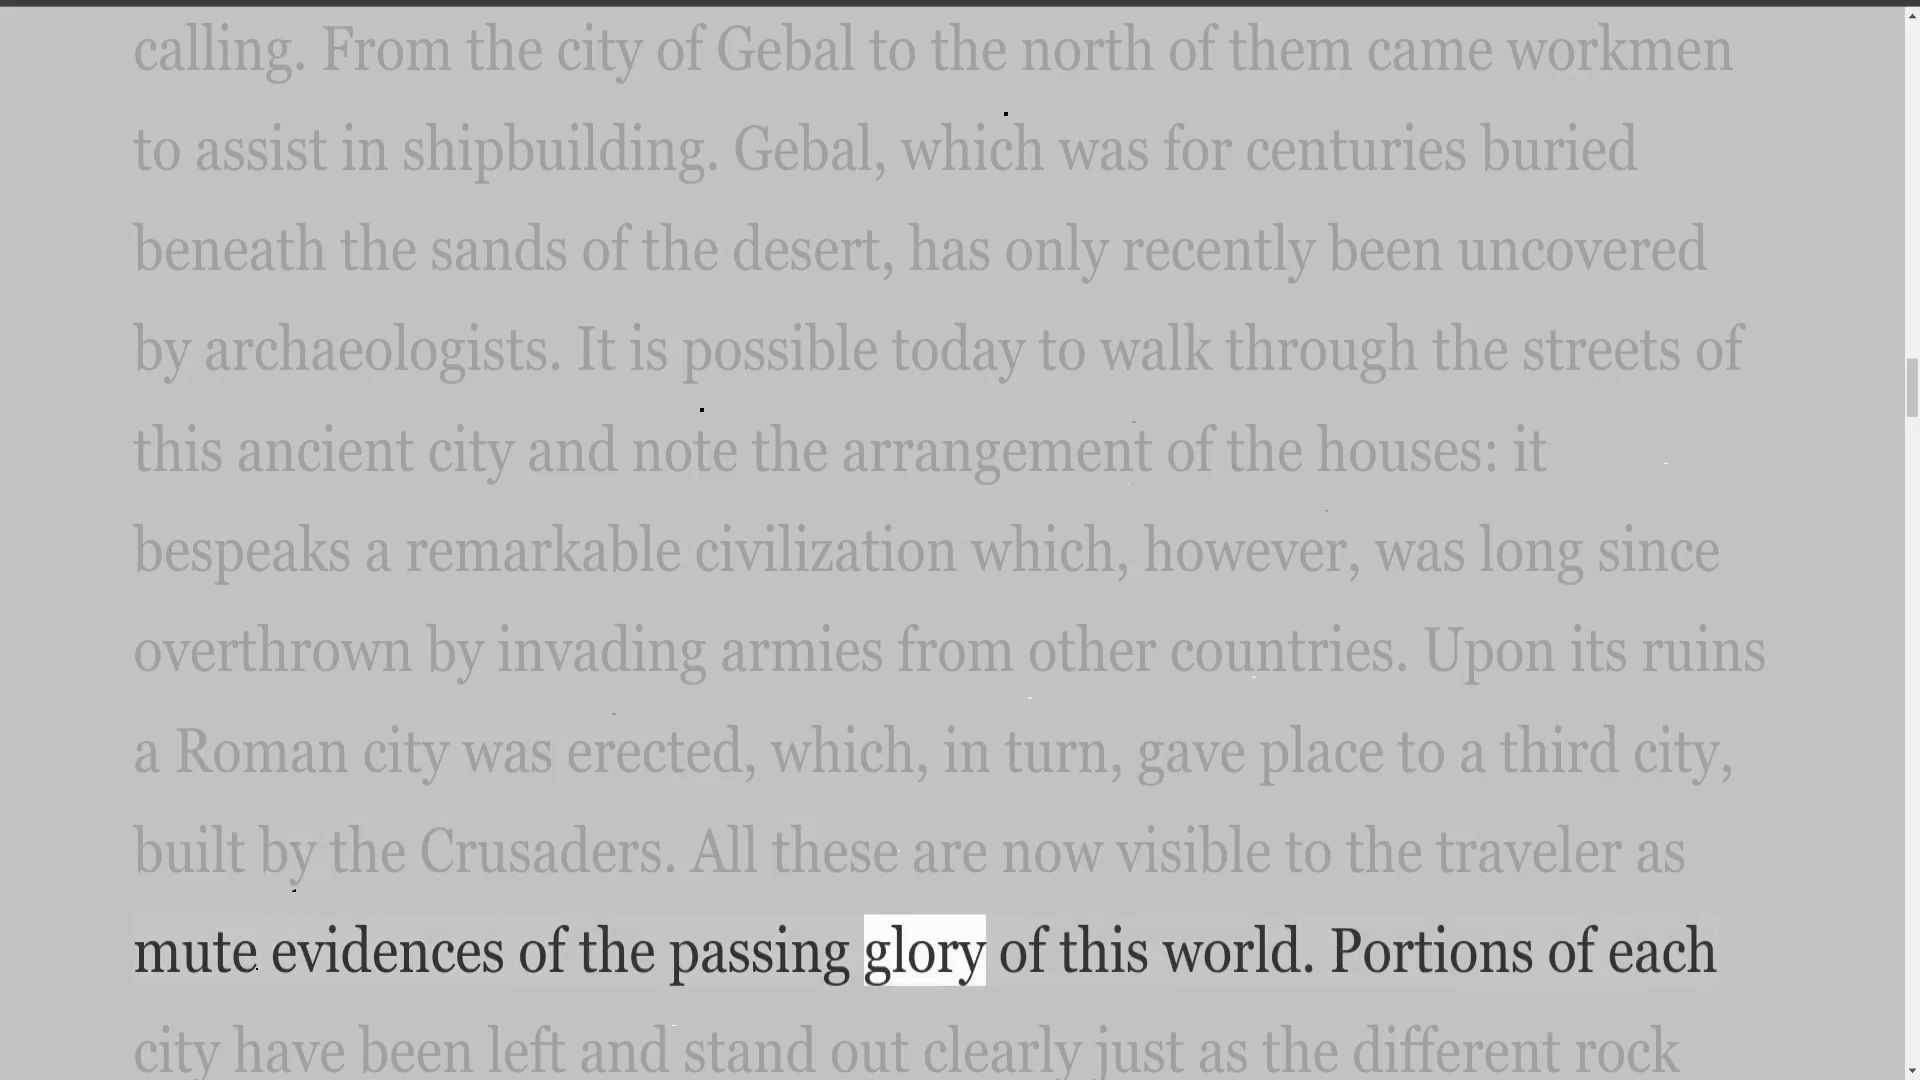 calling. From the city of Gebal to the north of them came workmen
to assist in shipbuilding. Gebal, which was for centuries buried
beneath the sands of the desert, has only recently been uncovered
by archaeologists. It is possible today to walk through the streets of
this ancient city and note the arrangement of the houses: it
bespeaks a remarkable civilization which, however, was long since
overthrown by invading armies from other countries. Upon its ruins
a Roman city was erected, which, in turn, gave place to a third city,
built by the Crusaders. All these are now visible to the traveler as
mute evidences of the passing glory of this world. Portions of each
city have been left and stand out clearly just as the different rock